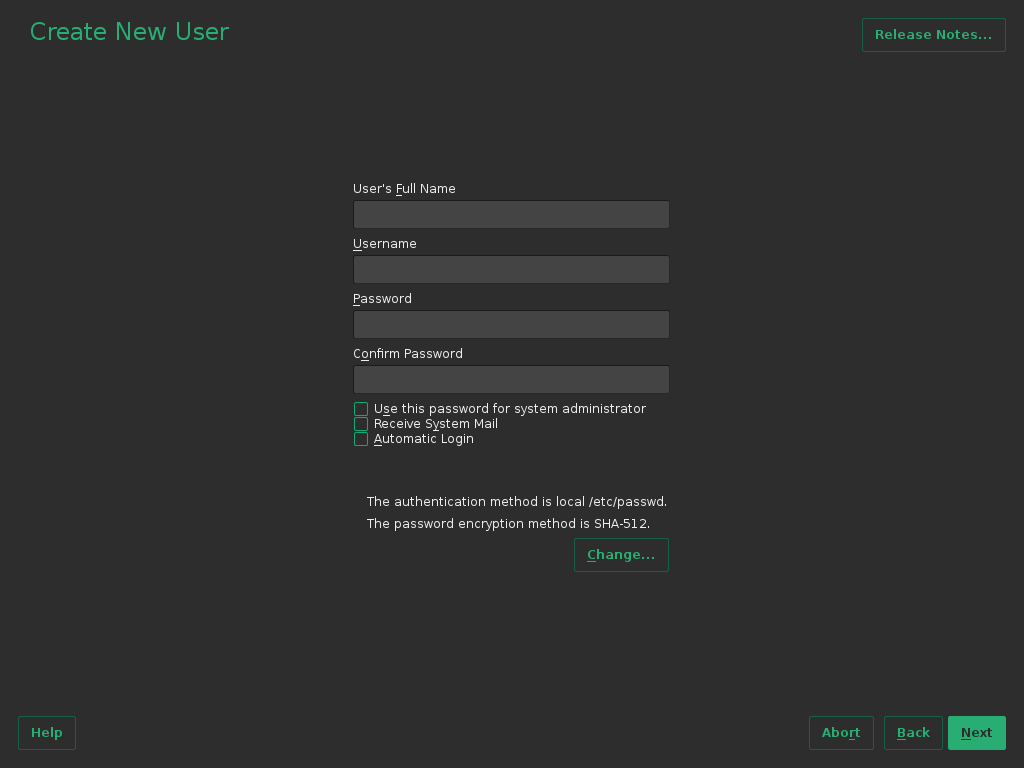 Create New User
Release Notes...
User's Full Name
Username
Password
Confirm Password
Use this password for system administrator
Receive System Mail
Automatic Login
The authentication method is local /etc/passwd.
The password encryption method is SHA-512.
Change...
Help
Abort
Back
Next